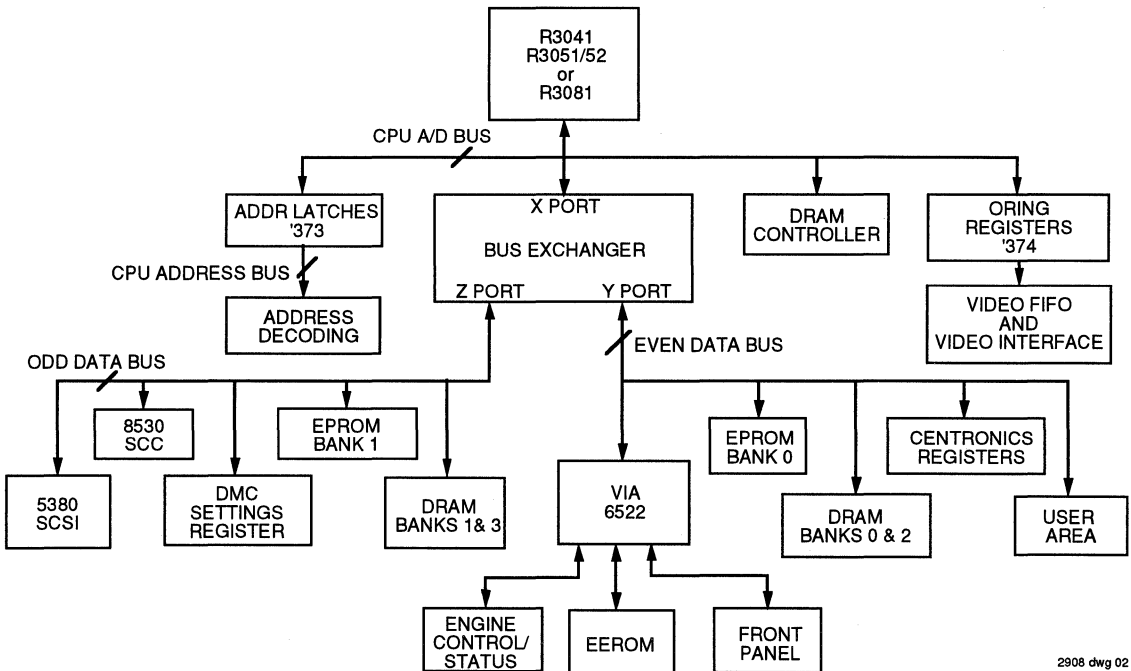 R3041
R3051/52
or
R3081
CPU A/D BUS
ADDR LATCHES
'373
X PORT
BUS EXCHANGER
Z PORT
Y PORT
DRAM
CONTROLLER
ORING
REGISTERS
'374
CPU ADDRESS BUS
ADDRESS
DECODING
VIDEO FIFO
AND
VIDEO INTERFACE
ODD DATA BUS
EVEN DATA BUS
8530
SCC
EPROM
BANK 1
5380
SCSI
DMC
SETTINGS
REGISTER
DRAM
BANKS 1& 3
VIA
6522
EPROM
BANK 0
CENTRONICS
REGISTERS
DRAM
BANKS 0 & 2
USER
AREA
ENGINE
CONTROL/
STATUS
EEROM
FRONT
PANEL
2908 dwg 02